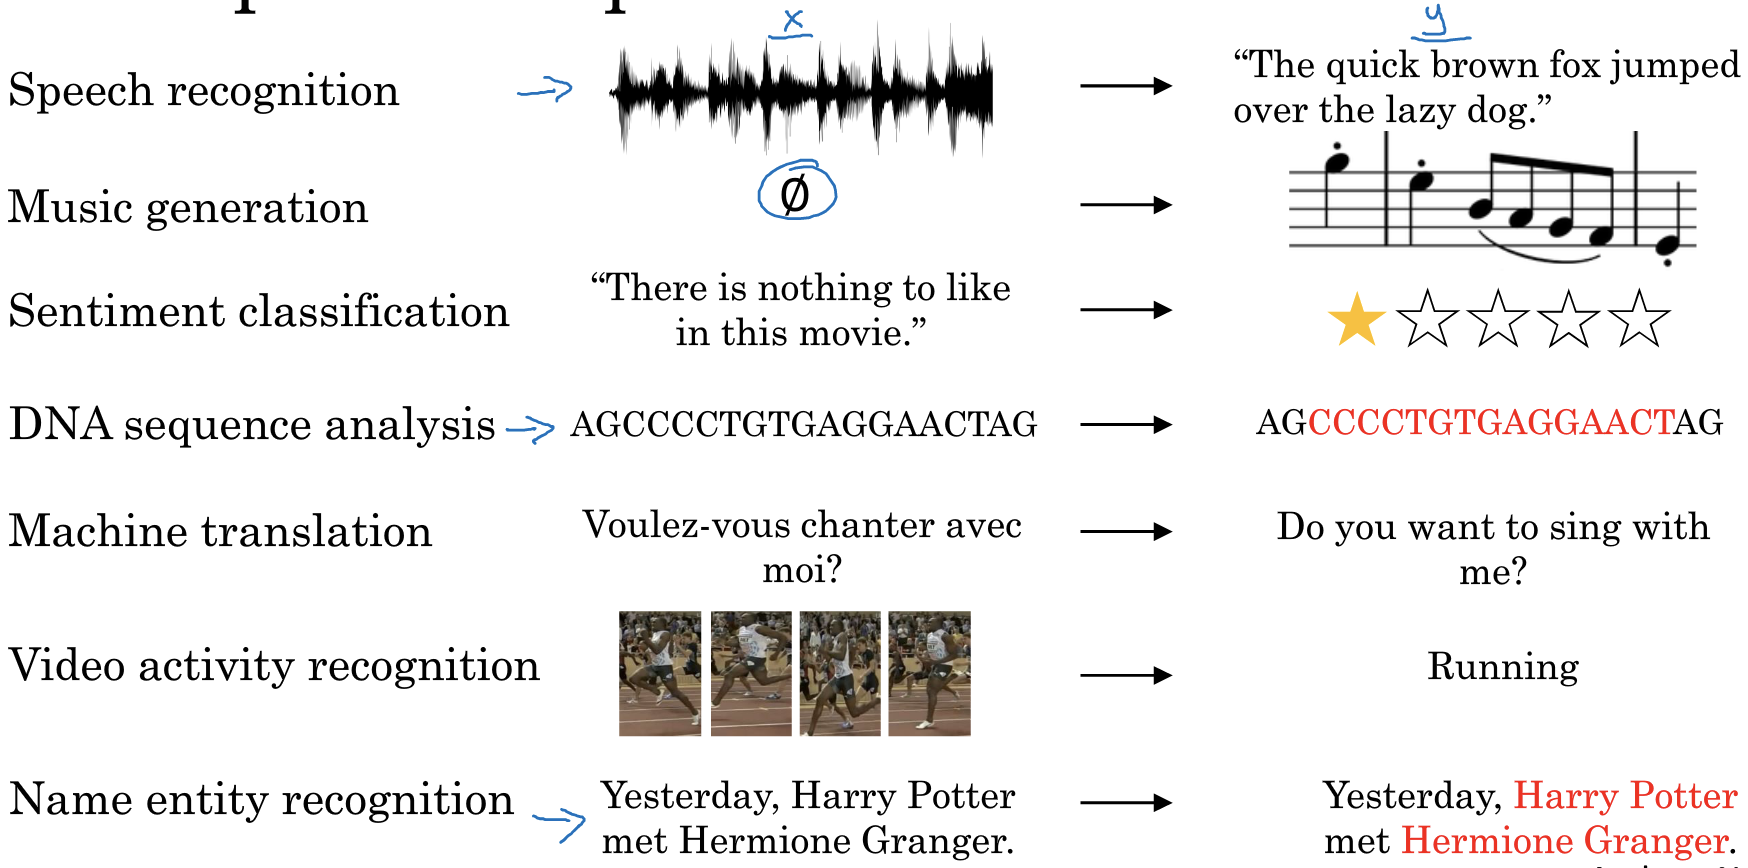 x
y
Speech recognition
“The quick brown fox jumped
over the lazy dog.”
Music generation
Ø
Sentiment classification
“There is nothing to like
in this movie.”
DNA sequence analysis
AGCCCCTGTGAGGAACTAG
AGCCCCTGTGAGGAACTAG
Machine translation
Voulez-vous chanter avec
moi?
Do you want to sing with
me?
Video activity recognition
Running
Name entity recognition
Yesterday, Harry Potter
met Hermione Granger.
Yesterday, Harry Potter
met Hermione Granger.